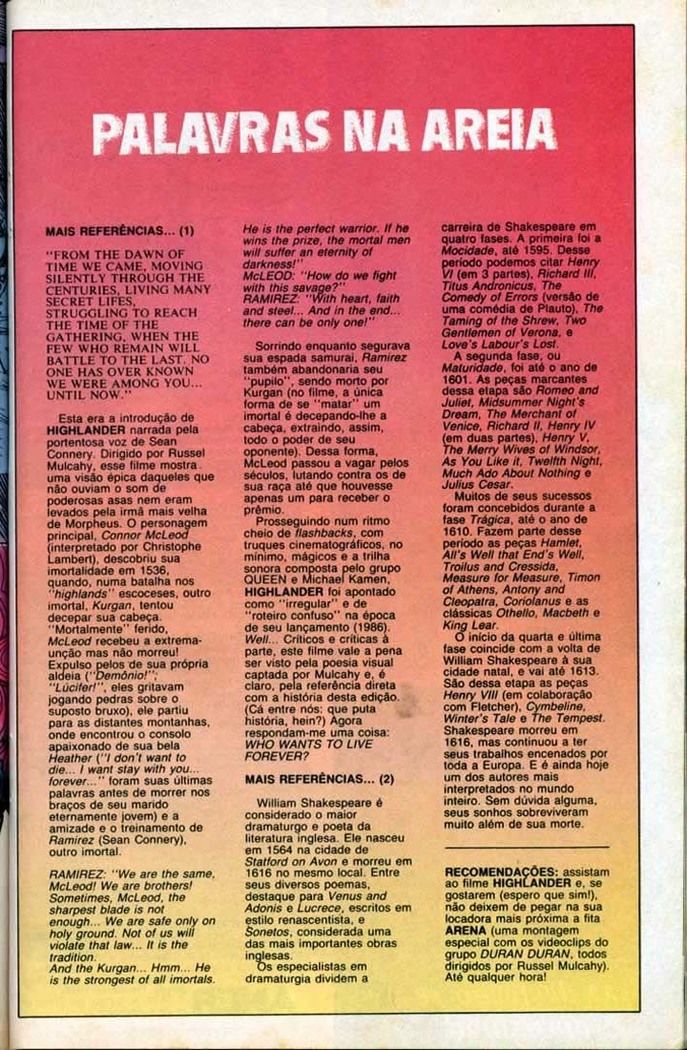 PALAVRAS NA AREIA
MAIS REFERÊNCIAS... (1)
"FROM THE DAWN OF
TIME WE CAME, MOVING
SILENTLY THROUGH THE
CENTURIES, LIVING MANY
SECRET LIFES,
STRUGGLING TO REACH
THE TIME OF THE
GATHERING, WHEN THE
FEW WHO REMAIN WILL
BATTLE TO THE LAST. NO
ONE HAS OVER KNOWN
WE WERE AMONG YOU...
UNTIL NOW."
Esta era a introdução de
HIGHLANDER narrada pela
portentosa voz de Sean
Connery. Dirigido por Russel
Mulcahy, esse filme mostra
uma visão épica daqueles que
não ouviam o som de
poderosas asas nem eram
levados pela irmã mais velha
de Morpheus. O personagem
principal, Connor McLeod
(interpretado por Christophe
Lambert), descobriu sua
imortalidade em 1536,
quando, numa batalha nos
"highlands" escoceses, outro
imortal, Kurgan, tentou
decepar sua cabeça.
"Mortalmente" ferido,
McLeod recebeu a extrema-
unção mas não morreu!
Expulso pelos de sua própria
aldeia ("Demônio!";
"Lúcifer!", eles gritavam
jogando pedras sobre o
suposto bruxo), ele partiu
para as distantes montanhas,
onde encontrou o consolo
apaixonado de sua bela
Heather ("I don't want to
die... I want stay with you...
forever..." foram suas últimas
palavras antes de morrer nos
braços de seu marido
eternamente jovem) e a
amizade e o treinamento de
Ramirez (Sean Connery),
outro imortal.
RAMIREZ: "We are the same,
McLeod! We are brothers!
Sometimes, McLeod, the
sharpest blade is not
enough... We are safe only on
holy ground. Not of us will
violate that law... It is the
tradition.
And the Kurgan... Hmm... He
is the strongest of all imortals.
He is the perfect warrior. If he
wins the prize, the mortal men
will suffer an eternity of
darkness!"
McLEOD: "How do we fight
with this savage?"
RAMIREZ: "With heart, faith
and steel... And in the end...
there can be only one!"
Sorrindo enquanto segurava
sua espada samurai, Ramirez
também abandonaria seu
"pupilo", sendo morto por
Kurgan (no filme, a única
forma de se "matar" um
imortal é decepando-lhe a
cabeça, extraindo, assim,
todo o poder de seu
oponente). Dessa forma,
McLeod passou a vagar pelos
séculos, lutando contra os de
sua raça até que houvesse
apenas um para receber o
prêmio.
Prosseguindo num ritmo
cheio de flashbacks, com
truques cinematográficos, no
mínimo, mágicos e a trilha
sonora composta pelo grupo
QUEEN e Michael Kamen,
HIGHLANDER foi apontado
como "irregular" e de
"roteiro confuso" na época
de seu lançamento (1986).
Well... Críticos e críticas à
parte, este filme vale a pena
ser visto pela poesia visual
captada por Mulcahy e, é
claro, pela referência direta
com a história desta edição.
(Cá entre nós: que puta
história, hein?) Agora
respondam-me uma coisa:
WHO WANTS TO LIVE
FOREVER?
MAIS REFERÊNCIAS... (2)
William Shakespeare é
considerado o maior
dramaturgo e poeta da
literatura inglesa. Ele nasceu
em 1564 na cidade de
Statford on Avon e morreu em
1616 no mesmo local. Entre
seus diversos poemas,
destaque para Venus and
Adonis e Lucrece, escritos em
estilo renascentista, e
Sonetos, considerada uma
das mais importantes obras
inglesas.
Os especialistas em
dramaturgia dividem a
carreira de Shakespeare em
quatro fases. A primeira foi a
Mocidade, até 1595. Desse
período podemos citar Henry
VI (em 3 partes), Richard III,
Titus Andronicus, The
Comedy of Errors (versão de
uma comédia de Plauto), The
Taming of the Shrew, Two
Gentlemen of Verona, e
Love's Labour's Lost.
A segunda fase, ou
Maturidade, foi até o ano de
1601. As peças marcantes
dessa etapa são Romeo and
Juliet, Midsummer Night's
Dream, The Merchant of
Venice, Richard II, Henry IV
(em duas partes), Henry V,
The Merry Wives of Windsor,
As You Like it, Twelfth Night,
Much Ado About Nothing e
Julius Cesar.
Muitos de seus sucessos
foram concebidos durante a
fase Trágica, até o ano de
1610. Fazem parte desse
período as peças Hamlet,
All's Well that End's Well,
Troilus and Cressida,
Measure for Measure, Timon
of Athens, Antony and
Cleopatra, Coriolanus e as
clássicas Othello, Macbeth e
King Lear.
O início da quarta e última
fase coincide com a volta de
William Shakespeare à sua
cidade natal, e vai até 1613.
São dessa etapa as peças
Henry VIII (em colaboração
com Fletcher), Cymbeline,
Winter's Tale e The Tempest.
Shakespeare morreu em
1616, mas continuou a ter
seus trabalhos encenados por
toda a Europa. E é ainda hoje
um dos autores mais
interpretados no mundo
inteiro. Sem dúvida alguma,
seus sonhos sobreviveram
muito além de sua morte.
RECOMENDAÇÕES: assistam
ao filme HIGHLANDER e, se
gostarem (espero que sim!),
não deixem de pegar na sua
locadora mais próxima a fita
ARENA (uma montagem
especial com os videoclips do
grupo DURAN DURAN, todos
dirigidos por Russel Mulcahy).
Até qualquer hora!